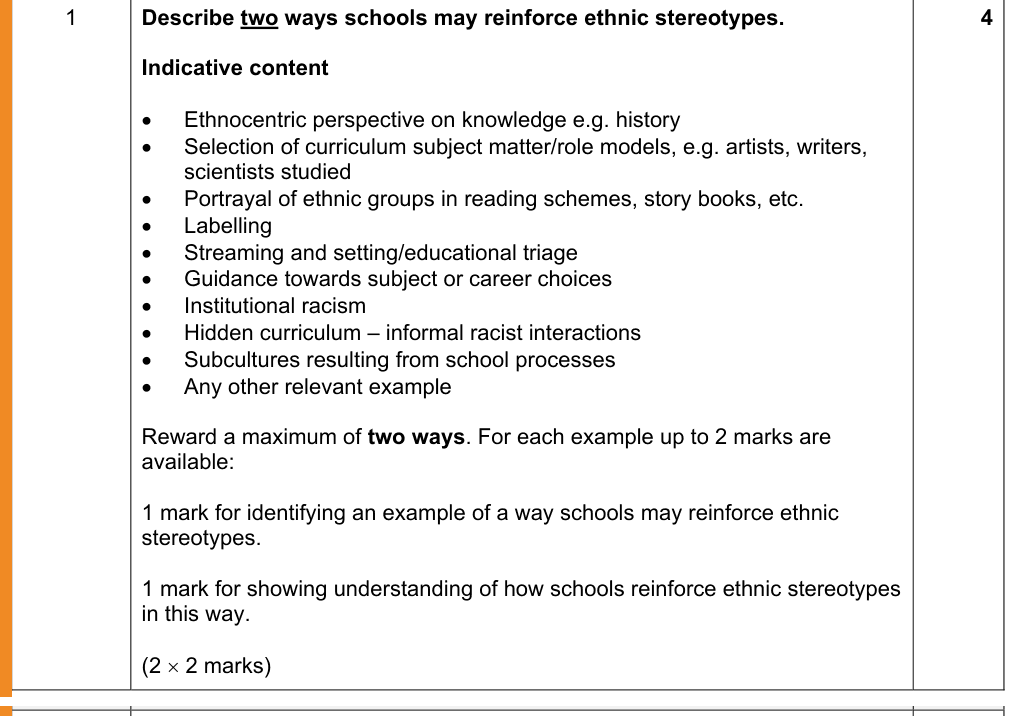 1 Describe two ways schools may reinforce ethnic stereotypes. 4
Indicative content
• Ethnocentric perspective on knowledge e.g. history
• Selection of curriculum subject matter/role models, e.g. artists, writers,
scientists studied
• Portrayal of ethnic groups in reading schemes, story books, etc.
• Labelling
• Streaming and setting/educational triage
• Guidance towards subject or career choices
• Institutional racism
• Hidden curriculum – informal racist interactions
• Subcultures resulting from school processes
• Any other relevant example
Reward a maximum of two ways. For each example up to 2 marks are
available:
1 mark for identifying an example of a way schools may reinforce ethnic
stereotypes.
1 mark for showing understanding of how schools reinforce ethnic stereotypes
in this way.
(2 × 2 marks)